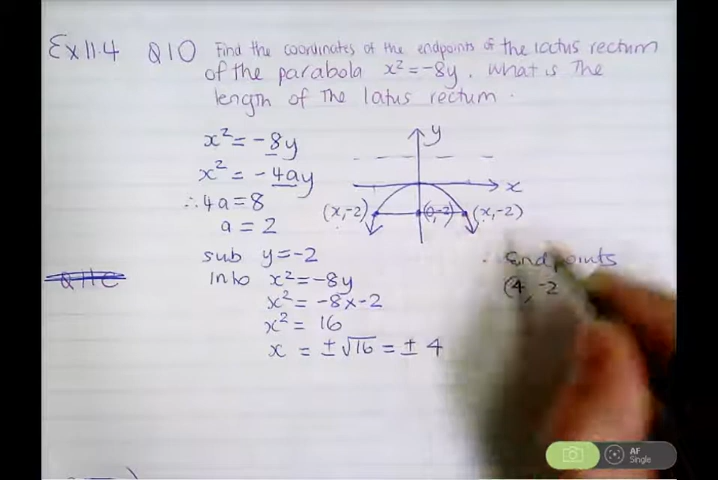 Ex 11.4 Q10 Find the coordinates of the endpoints of the latus rectum
of the parabola x² = -8y. What is the
length of the latus rectum.
x² = -8y
x² = -4ay
∴ 4a = 8
a = 2
y
x
(x, -2)
(0, -2)
(x, -2)
sub y = -2
Into x² = -8y
x² = -8x-2
x² = 16
x = ±√16 = ± 4
Endpoints
(4, -2
Q11c
AF
Single